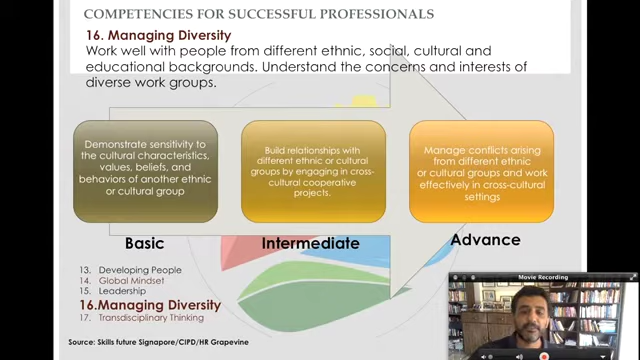 COMPETENCIES FOR SUCCESSFUL PROFESSIONALS
16. Managing Diversity
Work well with people from different ethnic, social, cultural and
educational backgrounds. Understand the concerns and interests of
diverse work groups.
Demonstrate sensitivity to
the cultural characteristics,
values, beliefs, and
behaviors of another ethnic
or cultural group
Build relationships with
different ethnic or cultural
groups by engaging in cross-
cultural cooperative
projects.
Manage conflicts arising
from different ethnic
or cultural groups and work
effectively in cross-cultural
settings
Basic
Intermediate
Advance
13. Developing People
14. Global Mindset
15. Leadership
16.Managing Diversity
17. Transdisciplinary Thinking
Source: Skills future Signapore/CIPD/HR Grapevine
Movie Recording